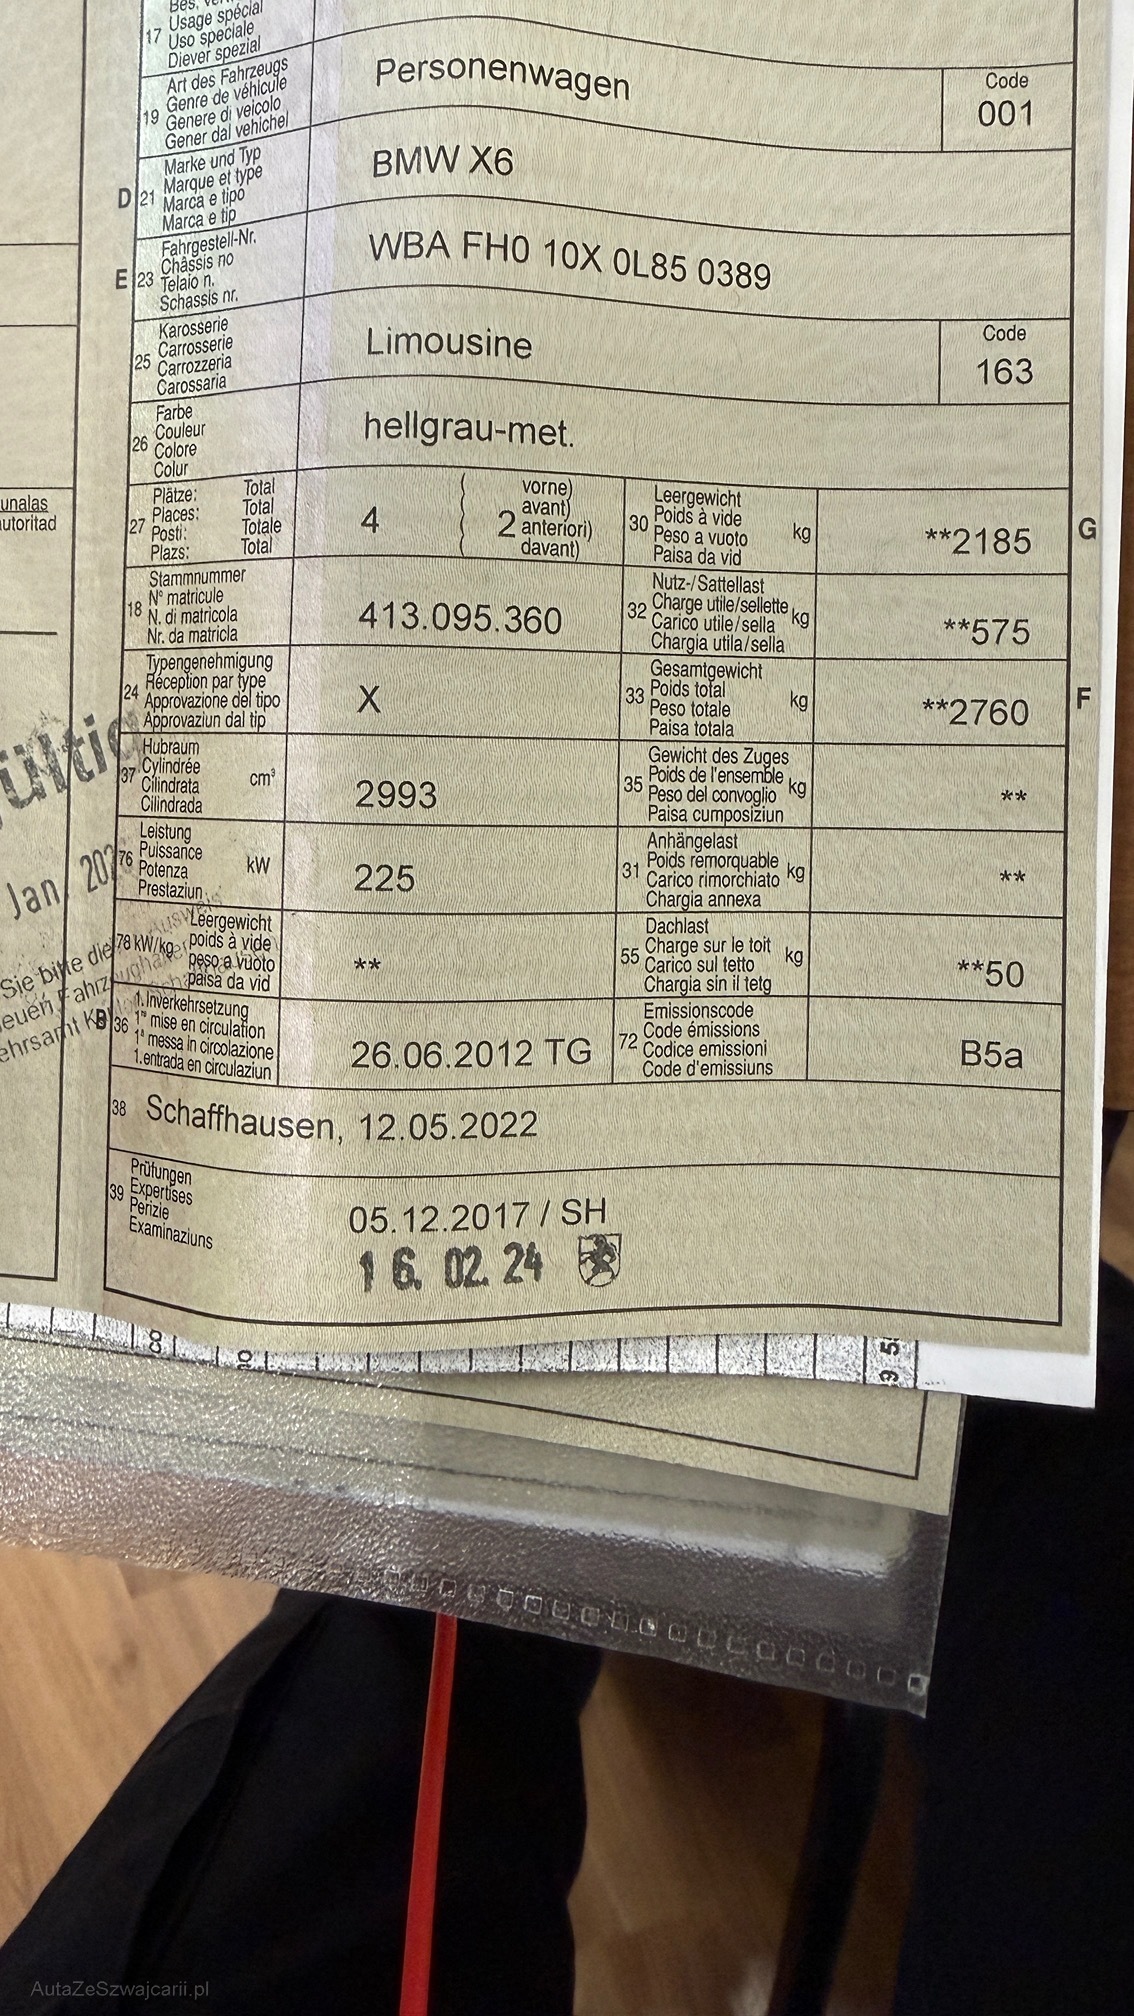 17 Usage spécial
Uso speciale
Diever spezial
19 Art des Fahrzeugs
Genre de véhicule
Genere di veicolo
Gener dal vehichel
Personenwagen
Code
001
D 21 Marke und Typ
Marque et type
Marca e tipo
Marca e tip
BMW X6
E 23 Fahrgestell-Nr.
Châssis no
Telaio n.
Schassis nr.
WBA FH0 10X 0L85 0389
25 Karosserie
Carrosserie
Carrozzeria
Carossaria
Limousine
Code
163
26 Farbe
Couleur
Colore
Colur
hellgrau-met.
27 Plätze: Total
Places: Total
Posti: Totale
Plazs: Total
4
2
vorne)
avant)
anteriori)
davant)
30 Leergewicht
Poids à vide
Peso a vuoto
Paisa da vid
kg
**2185
G
18 Stammnummer
N° matricule
N. di matricola
Nr. da matricla
413.095.360
32 Nutz-/Sattellast
Charge utile/sellette
Carico utile/sella
Chargia utila/sella
kg
**575
24 Typengenehmigung
Réception par type
Approvazione del tipo
Approvaziun dal tip
X
33 Gesamtgewicht
Poids total
Peso totale
Paisa totala
kg
**2760
F
37 Hubraum
Cylindrée
Cilindrata
Cilindrada
cm³
2993
35 Gewicht des Zuges
Poids de l'ensemble
Peso del convoglio
Paisa cumposiziun
kg
**
76 Leistung
Puissance
Potenza
Prestaziun
kW
225
31 Anhängelast
Poids remorquable
Carico rimorchiato
Chargia annexa
kg
**
78 kW/kg Leergewicht
poids à vide
peso a vuoto
paisa da vid
**
55 Dachlast
Charge sur le toit
Carico sul tetto
Chargia sin il tetg
kg
**50
B 36 1. Inverkehrsetzung
1re mise en circulation
1a messa in circolazione
1. entrada en circulaziun
26.06.2012 TG
72 Emissionscode
Code émissions
Codice emissioni
Code d'emissiuns
B5a
38 Schaffhausen, 12.05.2022
39 Prüfungen
Expertises
Perizie
Examinaziuns
05.12.2017 / SH
16. 02. 24
Jan.
Sie bitte die
AutaZeSzwajcarii.pl